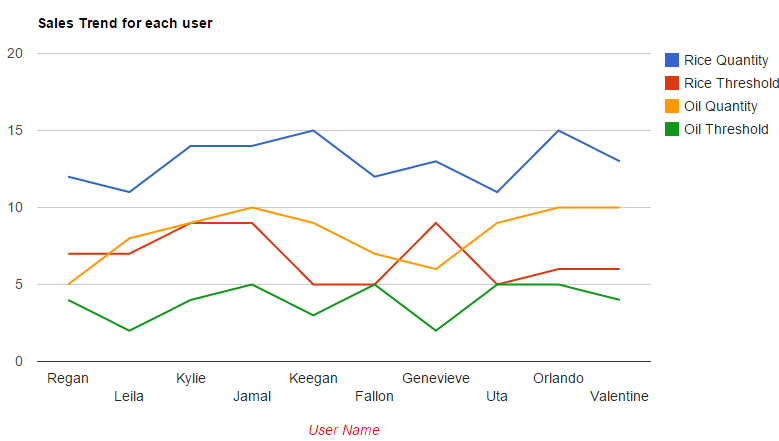 Sales Trend for each user
20
15
10
5
0
Rice Quantity
Rice Threshold
Oil Quantity
Oil Threshold
Regan
Leila
Kylie
Jamal
Keegan
Fallon
Genevieve
Uta
Orlando
Valentine
User Name